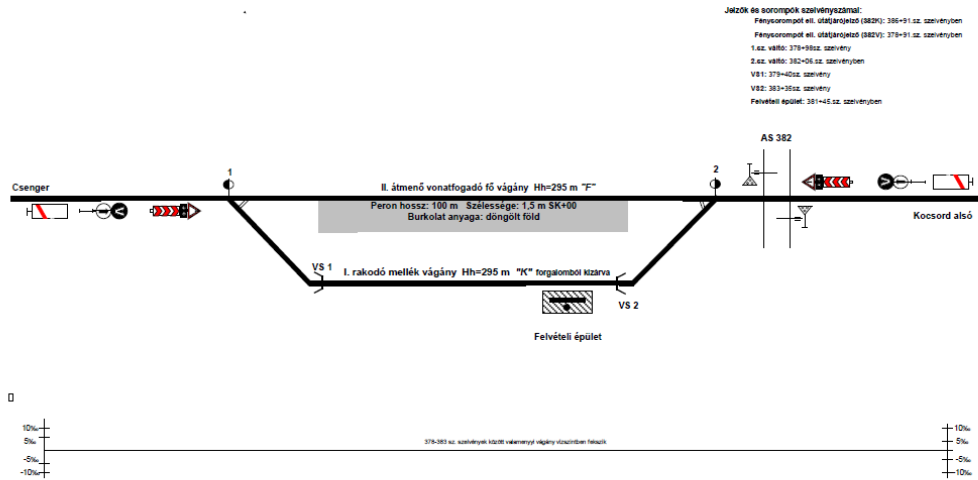 Jelzők és sorompók szelvényszámai:
Fénysorompót ell. útátjárójelző (382K): 386+91.sz. szelvényben
Fénysorompót ell. útátjárójelző (382V): 378+91.sz. szelvényben
1.sz. váltó: 378+98sz. szelvény
2.sz. váltó: 382+06.sz. szelvényben
VS1: 379+40sz. szelvény
VS2: 383+35sz. szelvény
Felvételi épület: 381+45.sz. szelvényben
AS 382
1
2
Csenger
II. átmenő vonatfogadó fő vágány Hh=295 m "F"
Peron hossz: 100 m Szélessége: 1,5 m SK+00
Burkolat anyaga: döngölt föld
Kocsord alsó
VS 1
I. rakodó mellék vágány Hh=295 m "K" forgalomból kizárva
VS 2
Felvételi épület
10‰
5‰
-5‰
-10‰
378-383 sz. szelvények között valamennyi vágány vízszintben fekszik
10‰
5‰
-5‰
-10‰